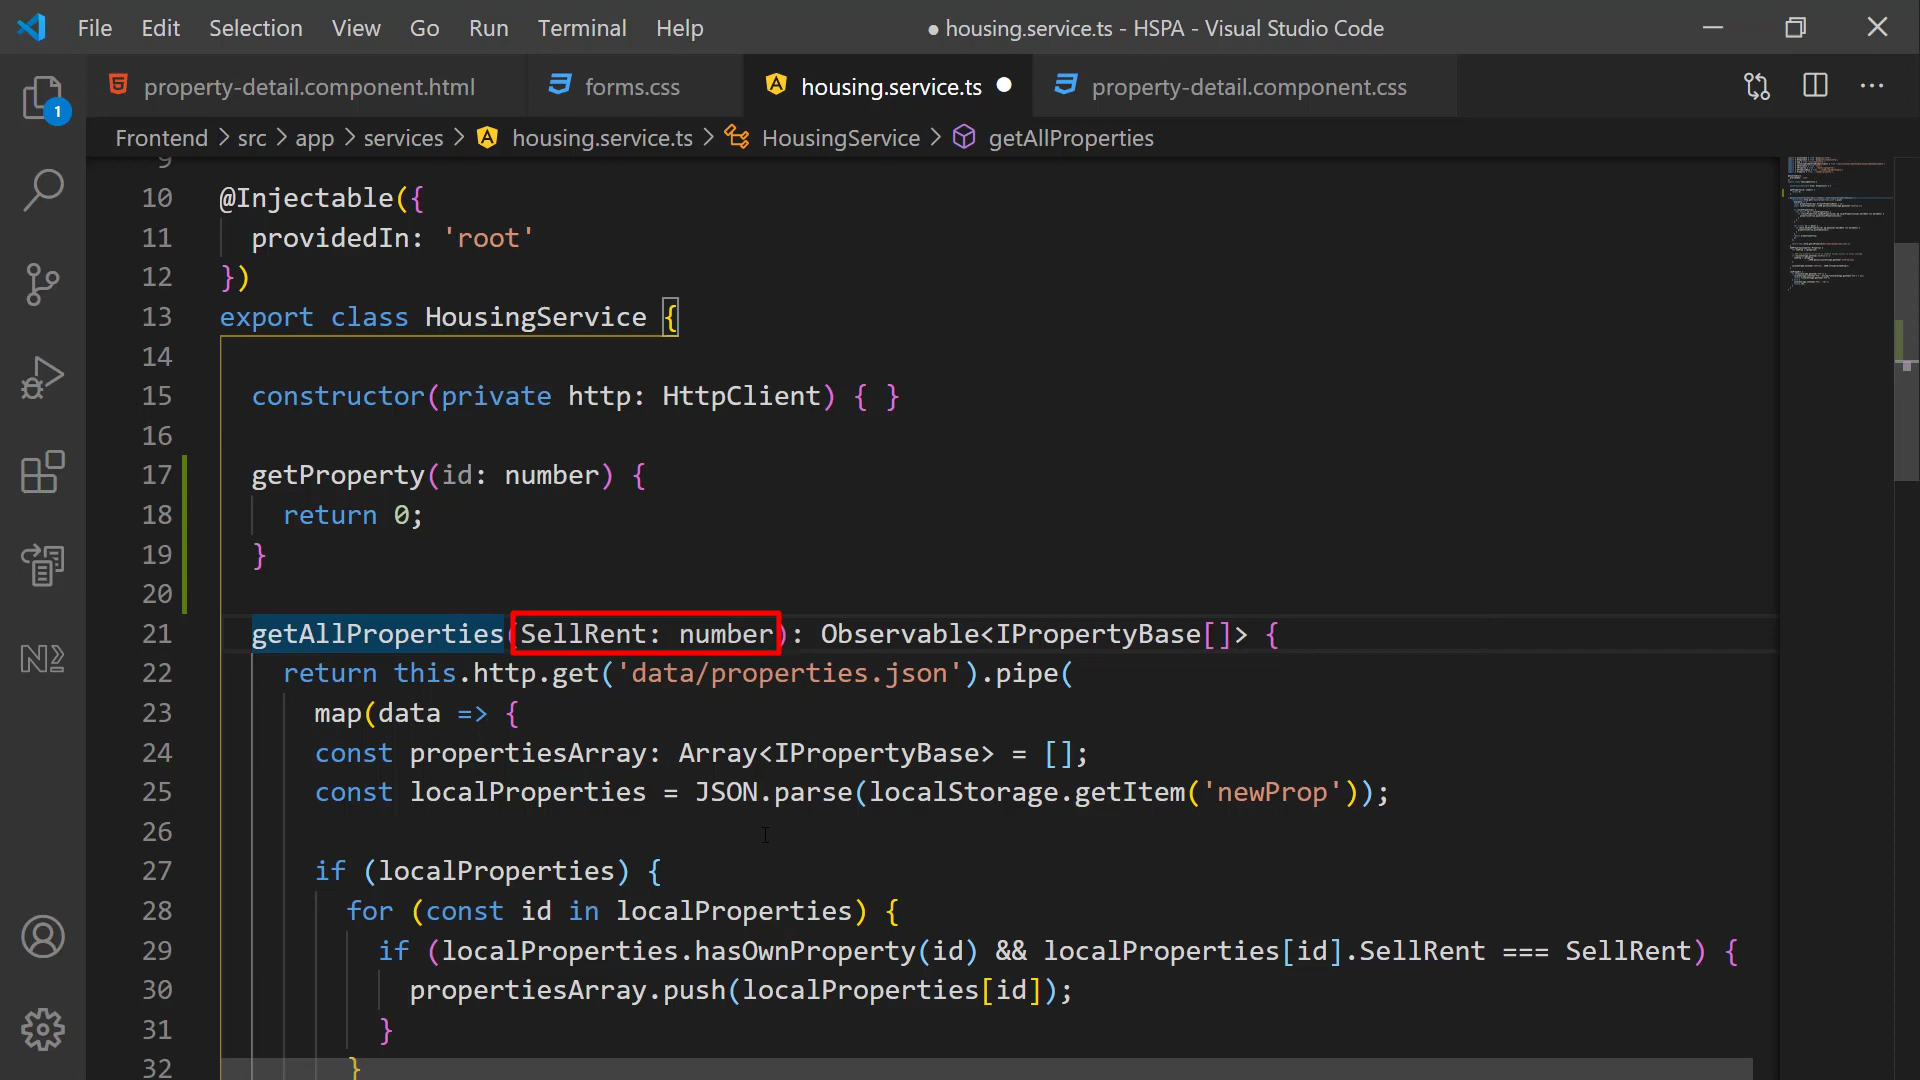 File Edit Selection View Go Run Terminal Help ● housing.service.ts - HSPA - Visual Studio Code
property-detail.component.html forms.css housing.service.ts property-detail.component.css
1
Frontend > src > app > services > housing.service.ts > HousingService > getAllProperties
9
10 @Injectable({
11 providedIn: 'root'
12 })
13 export class HousingService {
14
15 constructor(private http: HttpClient) { }
16
17 getProperty(id: number) {
18 return 0;
19 }
20
21 getAllProperties(SellRent: number): Observable<IPropertyBase[]> {
22 return this.http.get('data/properties.json').pipe(
23 map(data => {
24 const propertiesArray: Array<IPropertyBase> = [];
25 const localProperties = JSON.parse(localStorage.getItem('newProp'));
26
27 if (localProperties) {
28 for (const id in localProperties) {
29 if (localProperties.hasOwnProperty(id) && localProperties[id].SellRent === SellRent) {
30 propertiesArray.push(localProperties[id]);
31 }
32 }